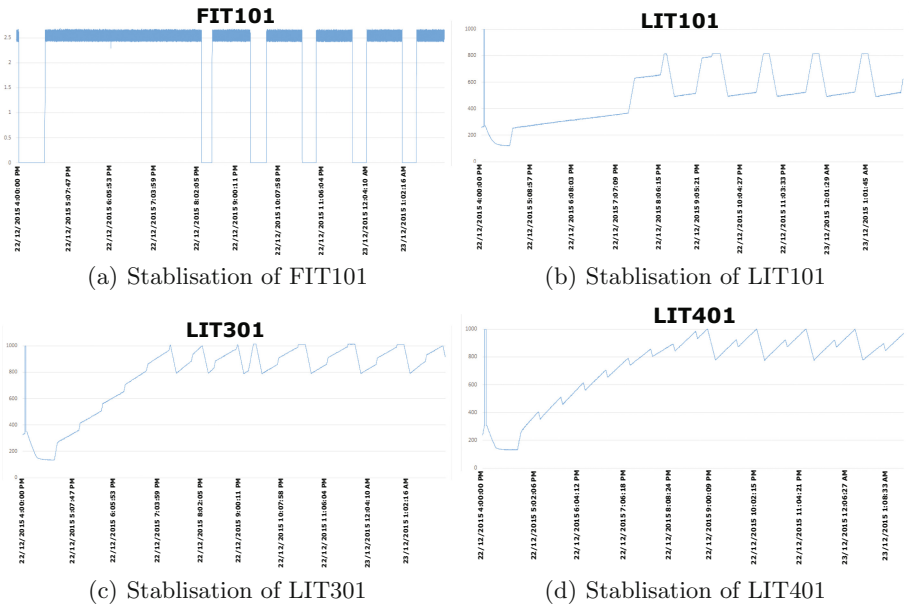 FIT101
2.5
2
1.5
1
0.5
0
22/12/2015 4:00:00 PM
22/12/2015 5:07:47 PM
22/12/2015 6:05:53 PM
22/12/2015 7:03:59 PM
22/12/2015 8:02:05 PM
22/12/2015 9:00:11 PM
22/12/2015 10:07:58 PM
22/12/2015 11:06:04 PM
23/12/2015 12:04:10 AM
23/12/2015 1:02:16 AM
(a) Stablisation of FIT101
LIT101
1000
800
600
400
200
0
22/12/2015 4:00:00 PM
22/12/2015 5:08:57 PM
22/12/2015 6:08:03 PM
22/12/2015 7:07:09 PM
22/12/2015 8:06:15 PM
22/12/2015 9:05:21 PM
22/12/2015 10:04:27 PM
22/12/2015 11:03:33 PM
23/12/2015 12:01:29 AM
23/12/2015 1:01:45 AM
(b) Stablisation of LIT101
LIT301
1000
800
600
400
200
0
22/12/2015 4:00:00 PM
22/12/2015 5:07:47 PM
22/12/2015 6:05:53 PM
22/12/2015 7:03:59 PM
22/12/2015 8:02:05 PM
22/12/2015 9:00:11 PM
22/12/2015 10:07:58 PM
22/12/2015 11:06:04 PM
23/12/2015 12:04:10 AM
23/12/2015 1:02:16 AM
(c) Stablisation of LIT301
LIT401
1000
800
600
400
200
0
22/12/2015 4:00:00 PM
22/12/2015 5:02:06 PM
22/12/2015 6:04:12 PM
22/12/2015 7:06:18 PM
22/12/2015 8:08:24 PM
22/12/2015 9:00:09 PM
22/12/2015 10:02:15 PM
22/12/2015 11:04:21 PM
22/12/2015 12:06:27 AM
23/12/2015 1:08:33 AM
(d) Stablisation of LIT401